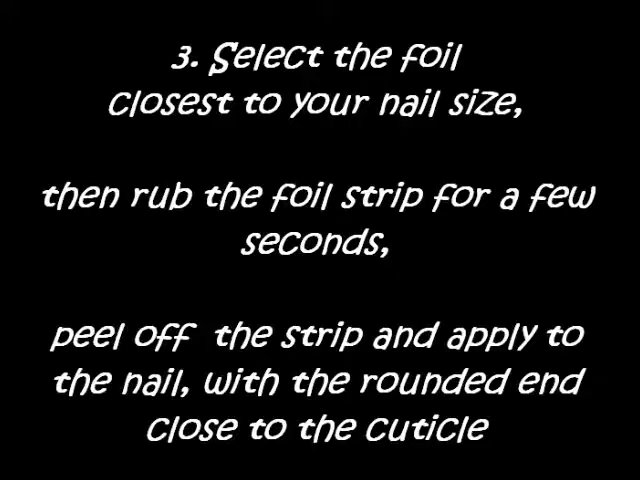 3. Select the foil
closest to your nail size,
then rub the foil strip for a few
seconds,
peel off the strip and apply to
the nail, with the rounded end
close to the cuticle